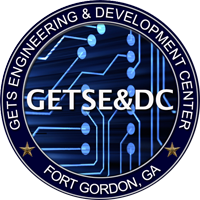 GETS ENGINEERING & DEVELOPMENT CENTER
GETSE&DC
FORT GORDON, GA